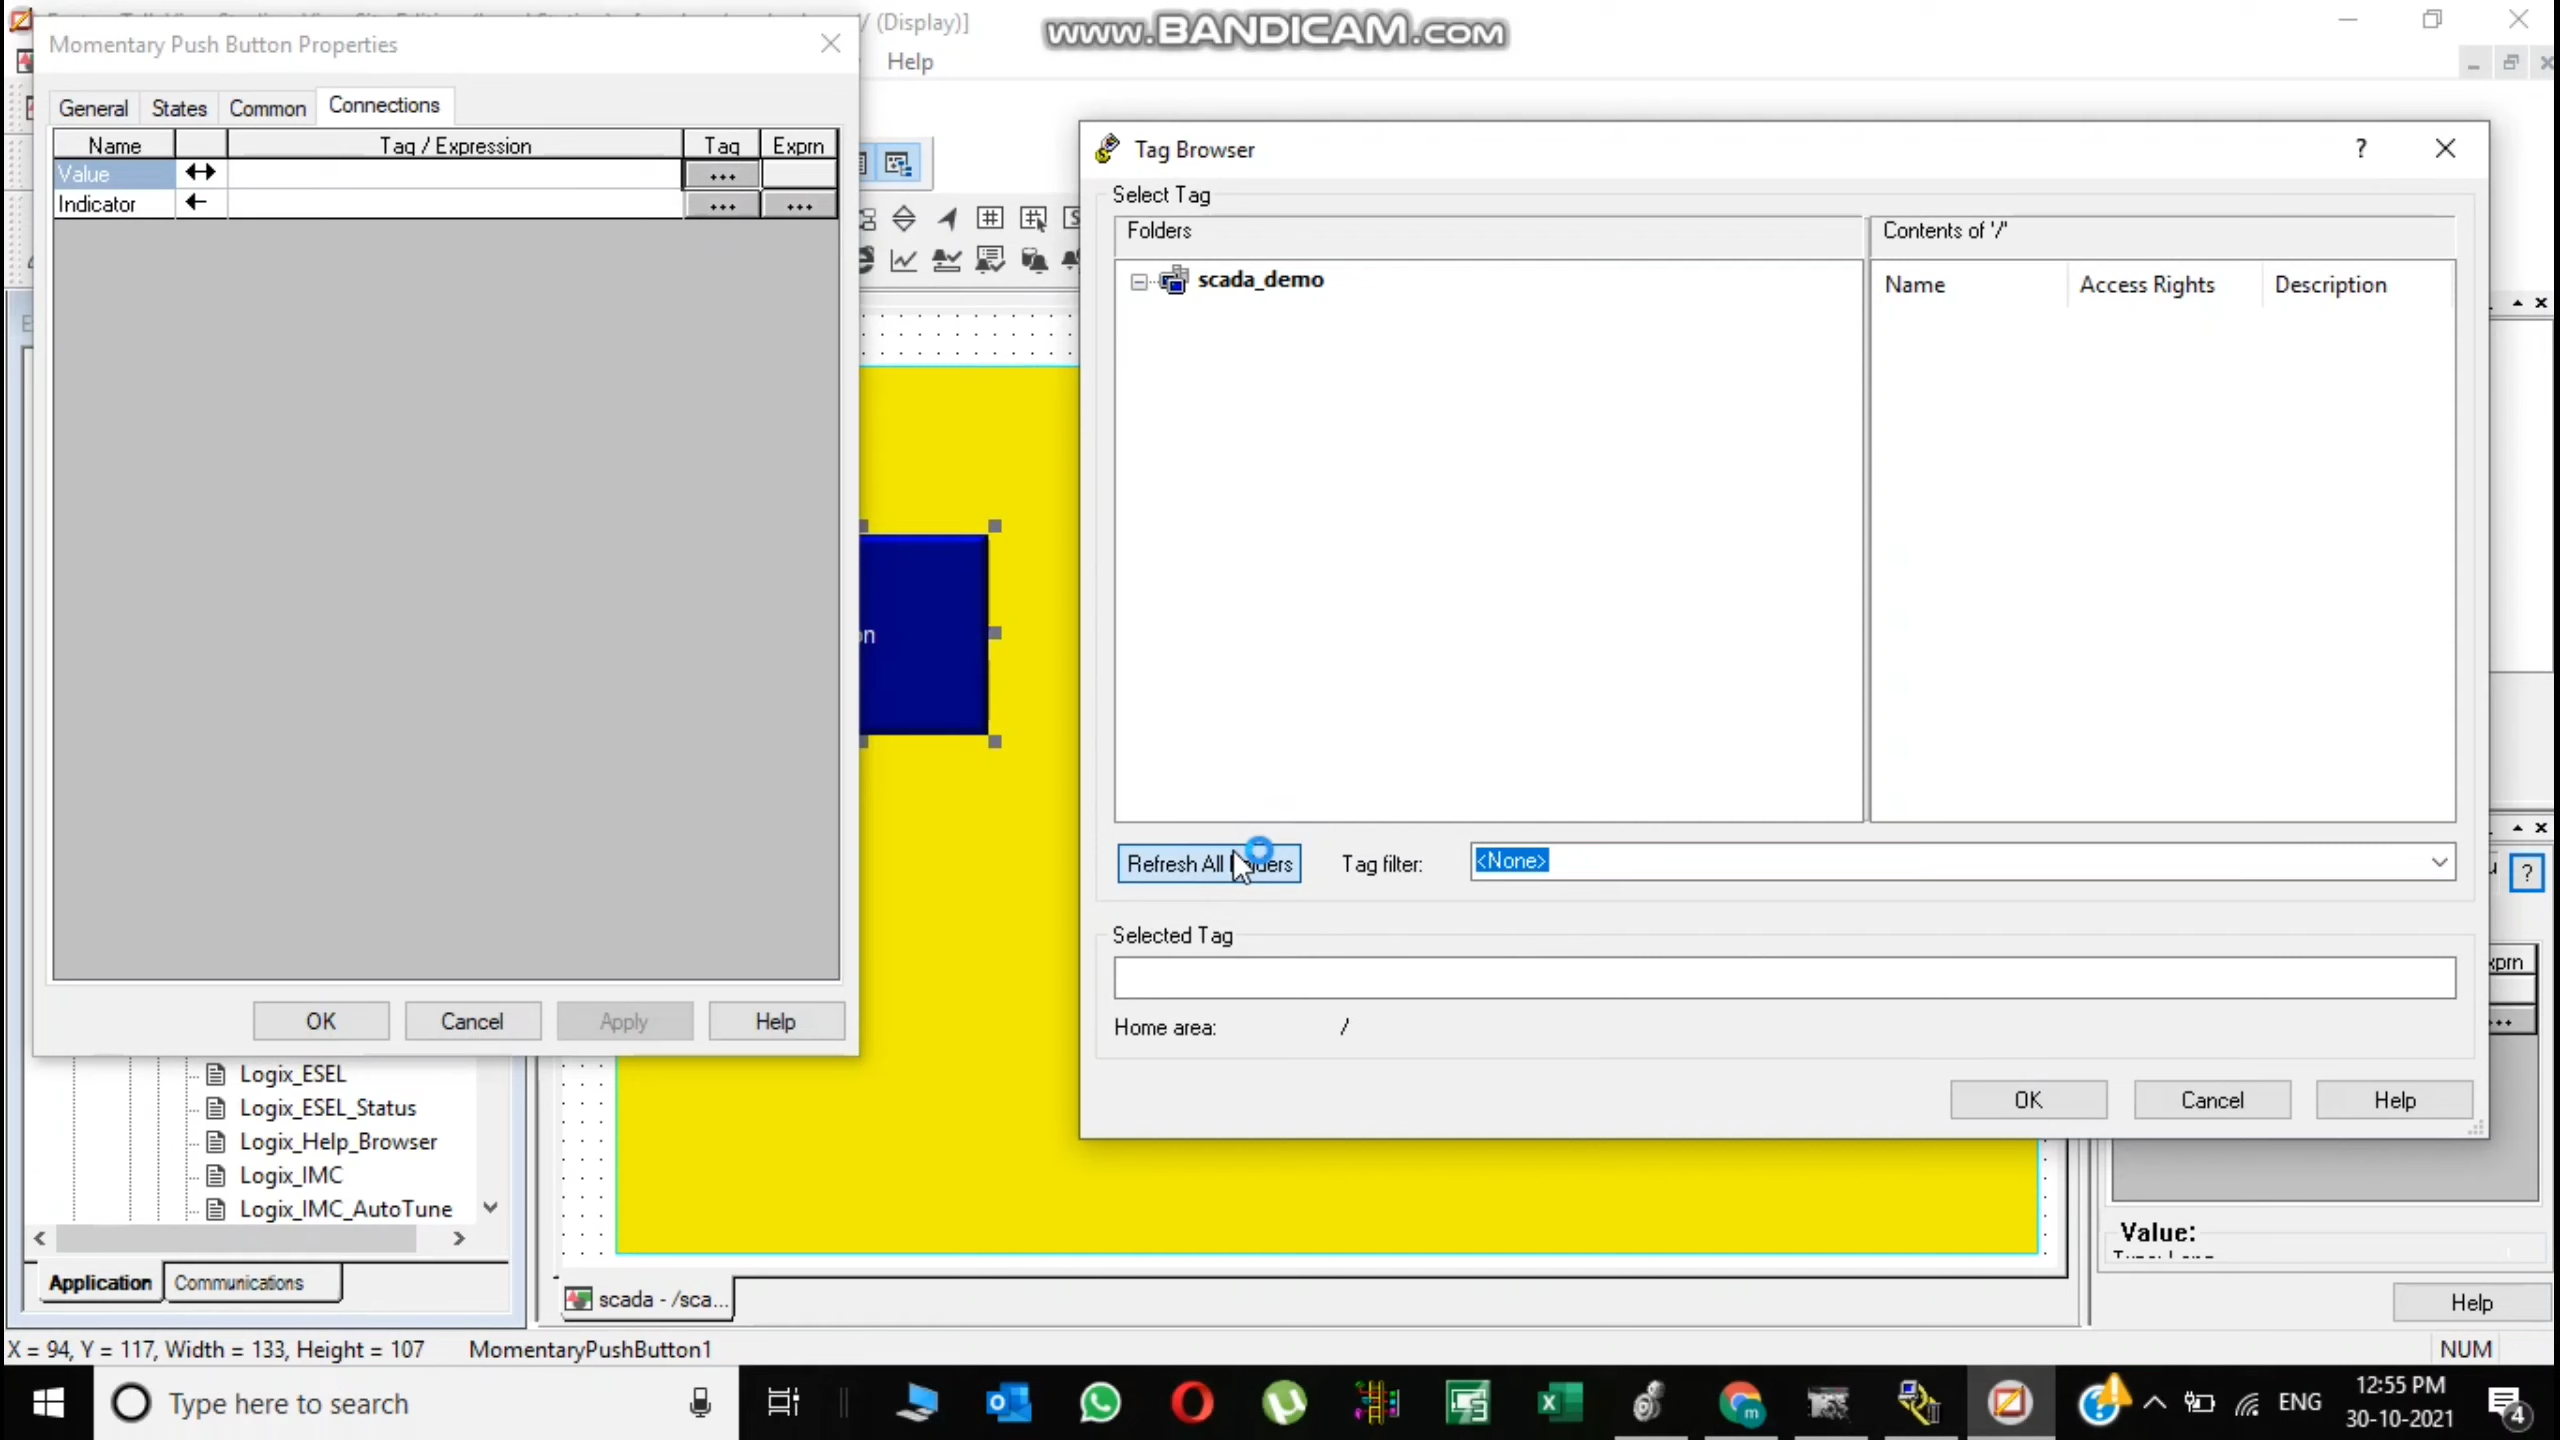 (Display)]
www.BANDICAM.com
Momentary Push Button Properties
Help
General States Common Connections
Name Tag / Expression Tag Exprn
Value ...
Indicator ... ...
on
OK Cancel Apply Help
Tag Browser ?
Select Tag
Folders
Contents of '/'
scada_demo
Name Access Rights Description
Refresh All Folders
Tag filter: <None>
Selected Tag
Home area: /
OK Cancel Help
?
xprn
...
Logix_ESEL
Logix_ESEL_Status
Logix_Help_Browser
Logix_IMC
Logix_IMC_AutoTune
Application Communications
scada - /sca...
Value:
Help
X = 94, Y = 117, Width = 133, Height = 107 MomentaryPushButton1 NUM
Type here to search
ENG
12:55 PM
30-10-2021
4